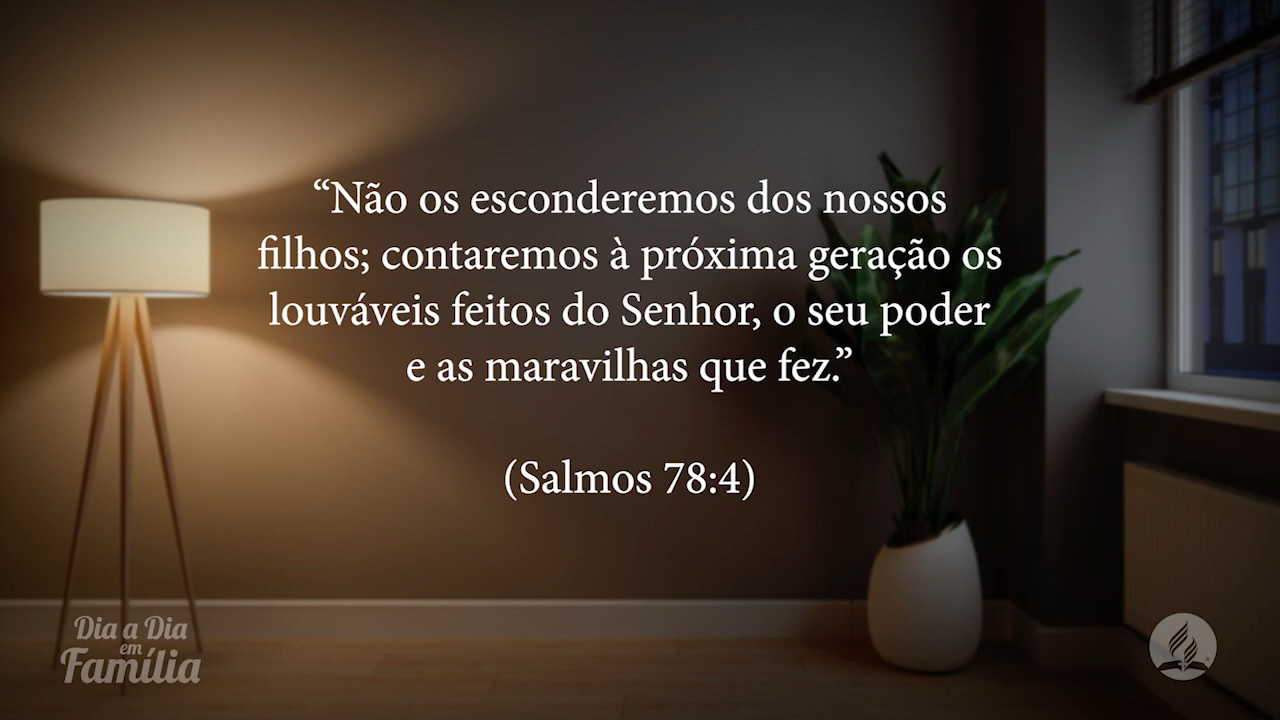 “Não os esconderemos dos nossos
filhos; contaremos à próxima geração os
louváveis feitos do Senhor, o seu poder
e as maravilhas que fez.”
(Salmos 78:4)
Dia a Dia
em
Família